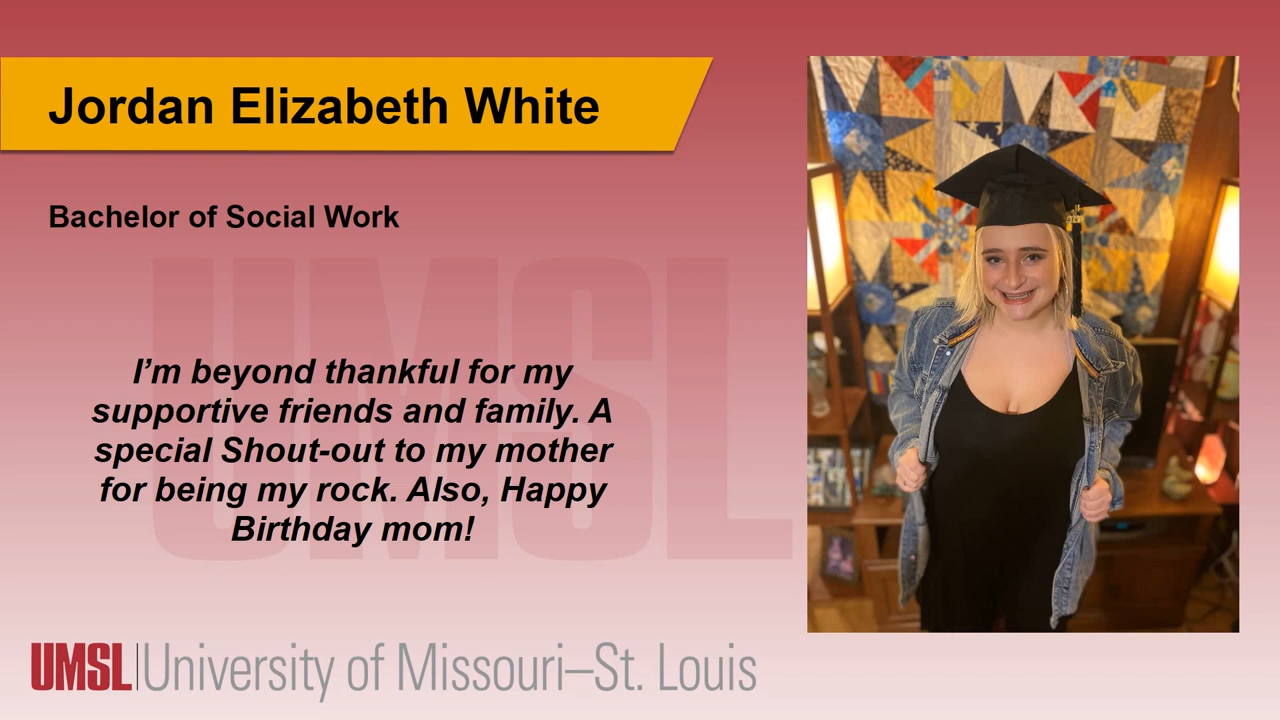 Jordan Elizabeth White
Bachelor of Social Work
UMSL
I’m beyond thankful for my
supportive friends and family. A
special Shout-out to my mother
for being my rock. Also, Happy
Birthday mom!
UMSL University of Missouri–St. Louis